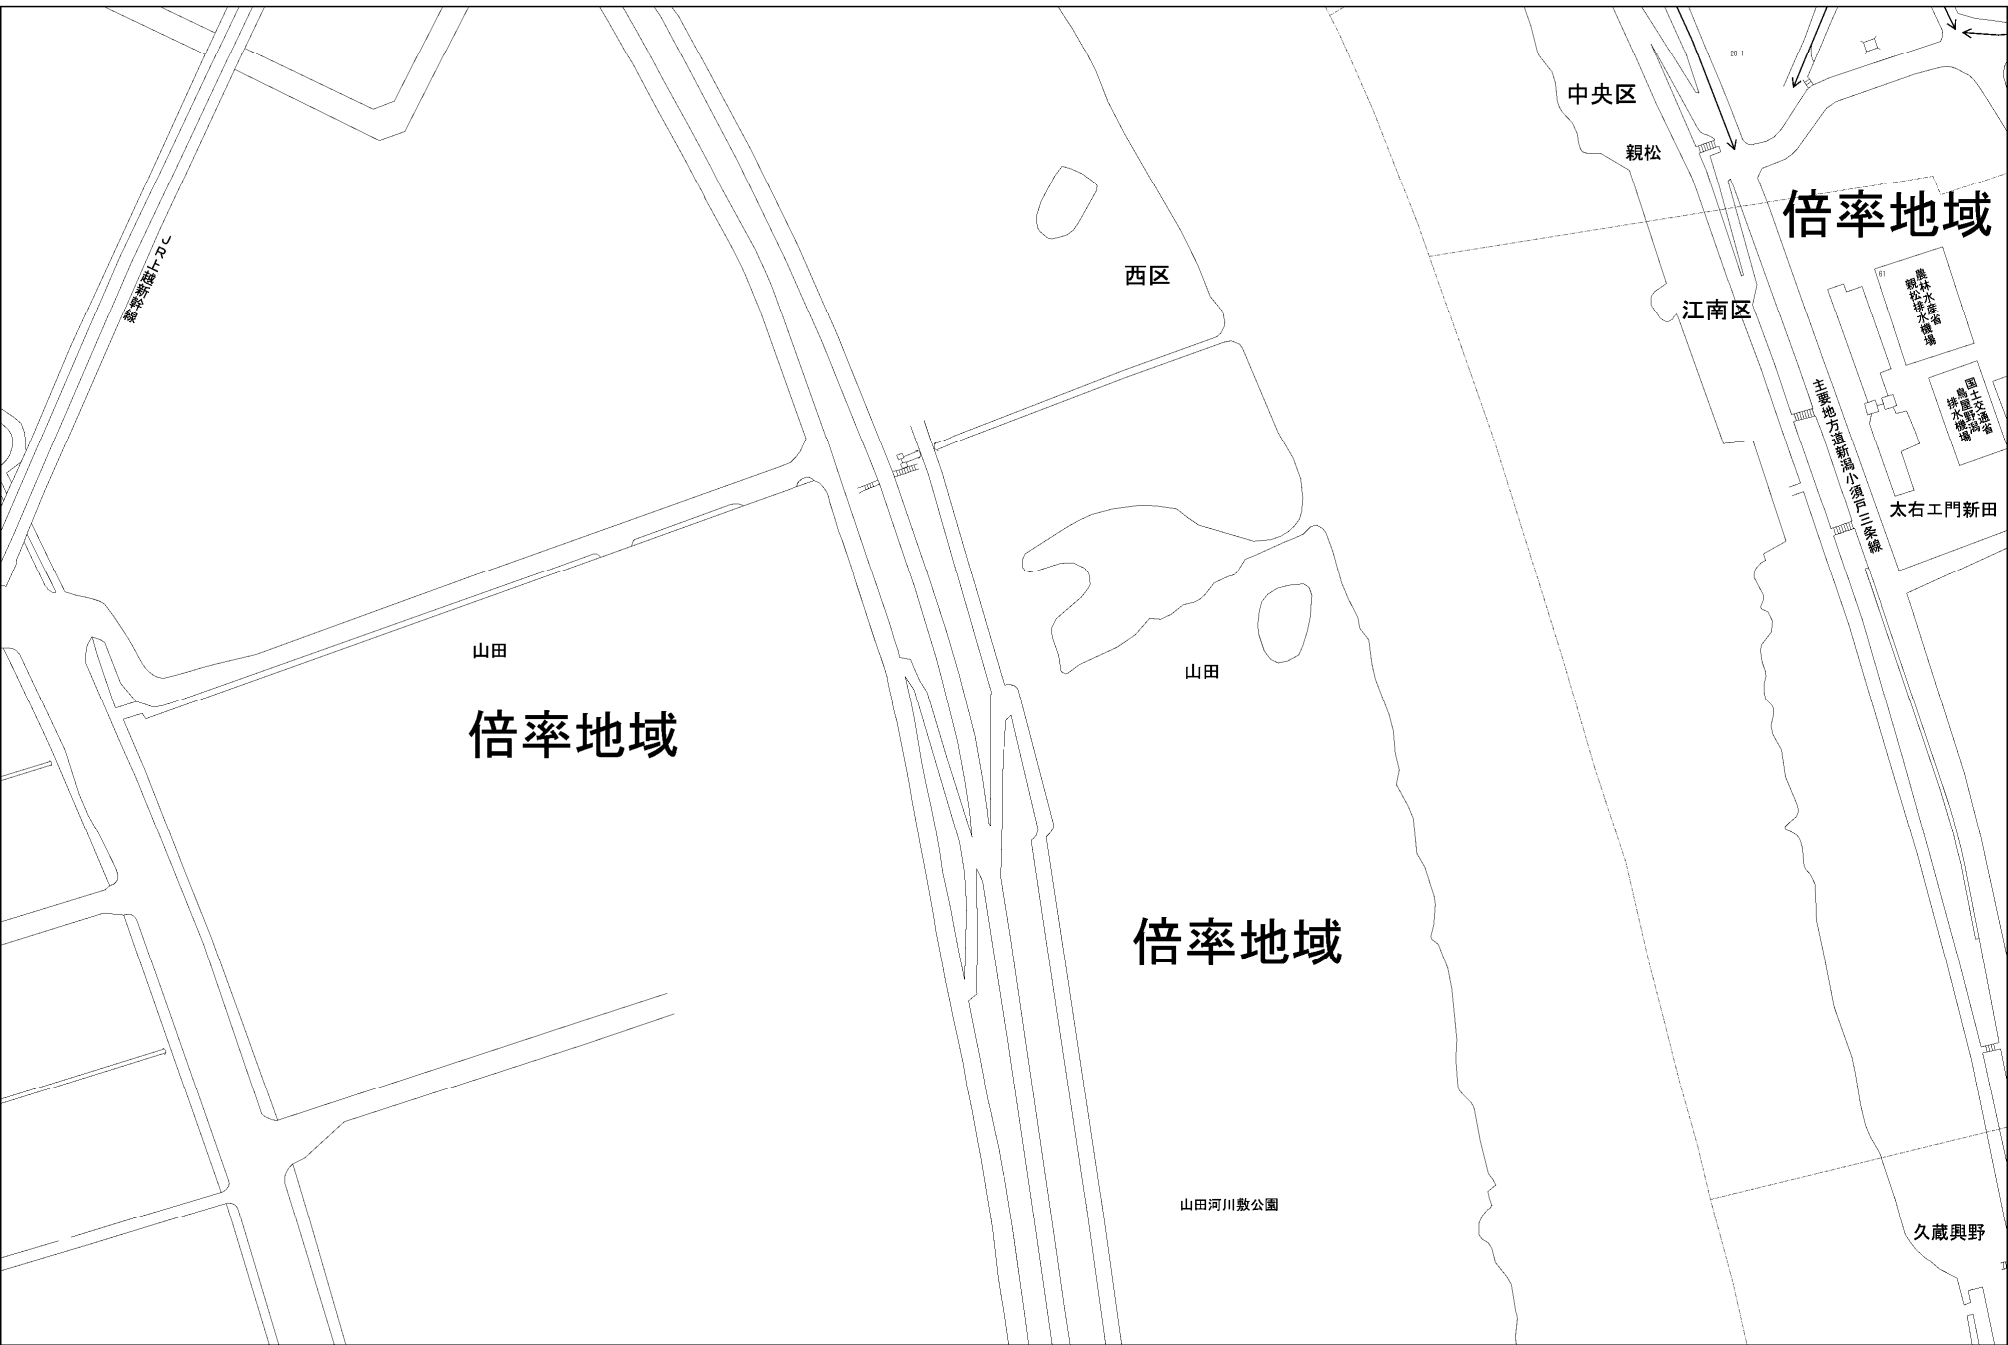 中央区
親松
倍率地域
JR上越新幹線
西区
江南区
61
農林水産省
親松排水機場
主要地方道新潟小須戸三条線
国土交通省
鳥屋野潟
排水機場
太右エ門新田
山田
山田
倍率地域
倍率地域
山田河川敷公園
久蔵興野